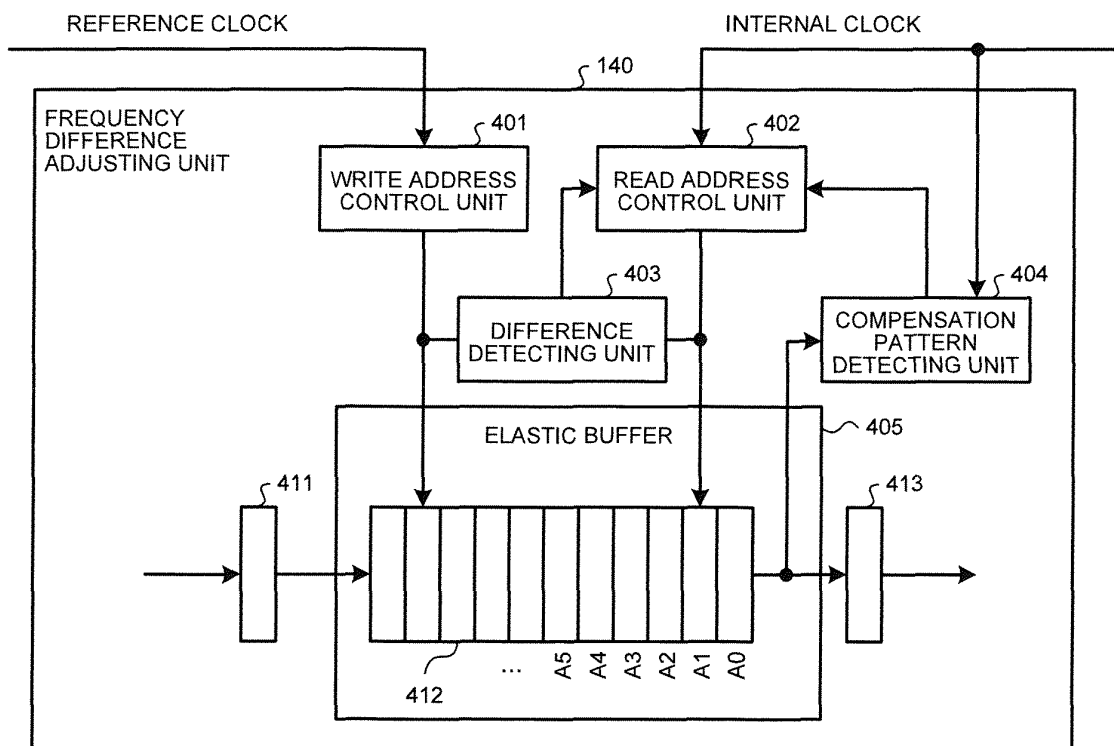 REFERENCE CLOCK
INTERNAL CLOCK
140
FREQUENCY
DIFFERENCE
ADJUSTING UNIT
401
WRITE ADDRESS
CONTROL UNIT
402
READ ADDRESS
CONTROL UNIT
403
DIFFERENCE
DETECTING UNIT
404
COMPENSATION
PATTERN
DETECTING UNIT
ELASTIC BUFFER
405
411
413
412
...
A5
A4
A3
A2
A1
A0